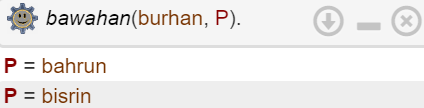 bawahan(burhan, P).
P = bahrun
P = bisrin